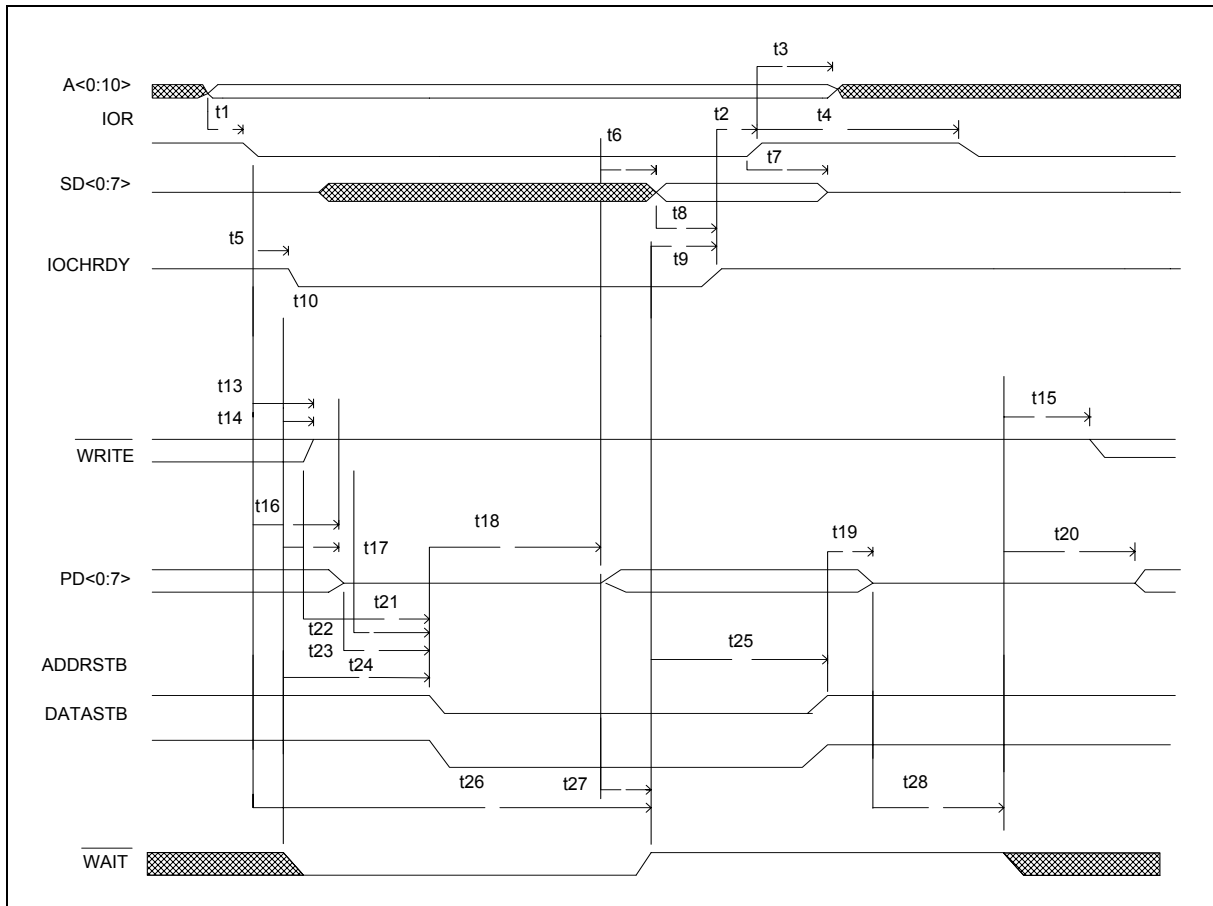 t3
A<0:10>
t1
t2
t4
IOR
t6
t7
SD<0:7>
t8
t5
t9
IOCHRDY
t10
t13
t15
t14
WRITE
t16
t18
t19
t20
t17
PD<0:7>
t21
t22
t23
t25
ADDRSTB
t24
DATASTB
t26
t27
t28
WAIT